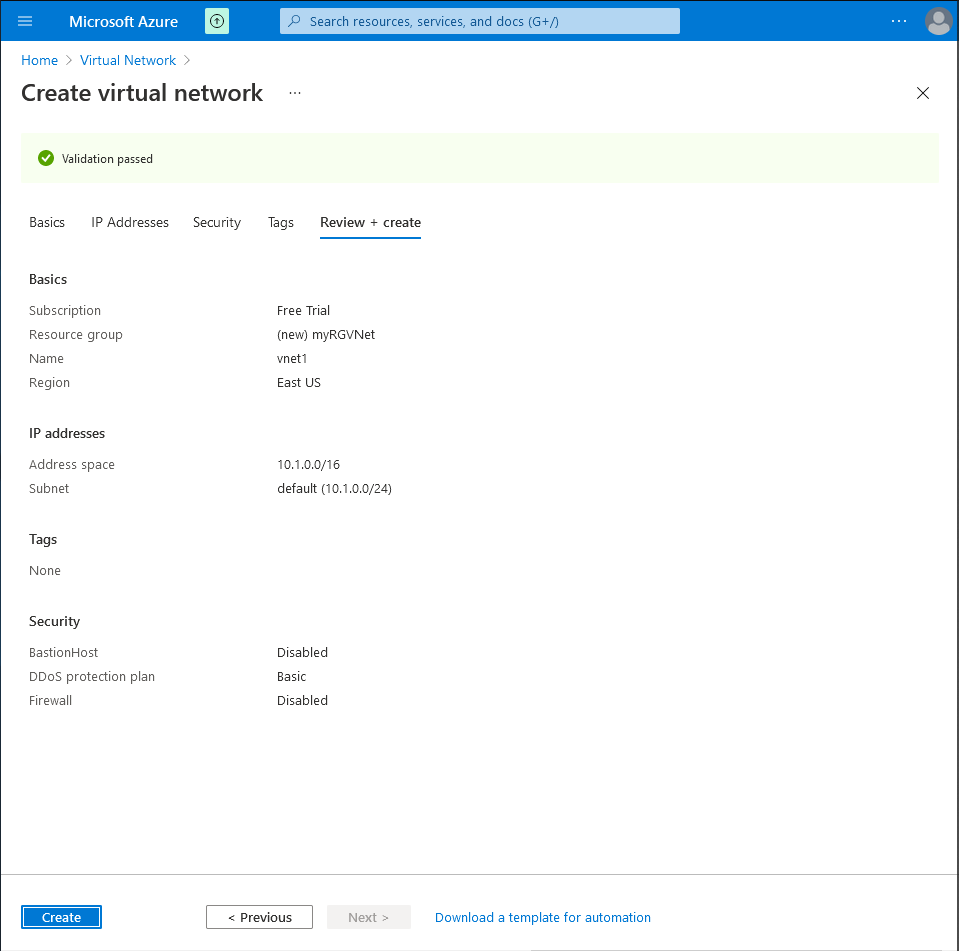 Microsoft Azure
Search resources, services, and docs (G+/)
...
Home > Virtual Network >
Create virtual network ...
Validation passed
Basics IP Addresses Security Tags Review + create
Basics
Subscription Free Trial
Resource group (new) myRGVNet
Name vnet1
Region East US
IP addresses
Address space 10.1.0.0/16
Subnet default (10.1.0.0/24)
Tags
None
Security
BastionHost Disabled
DDoS protection plan Basic
Firewall Disabled
Create < Previous Next > Download a template for automation